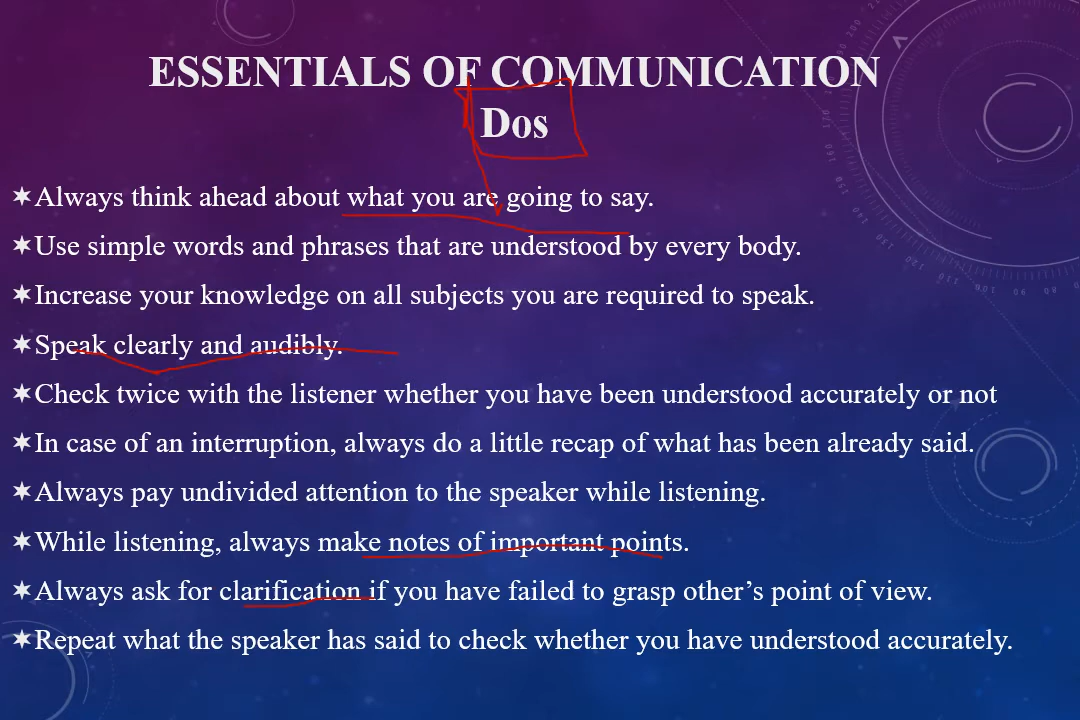 ESSENTIALS OF COMMUNICATION
Dos
✶Always think ahead about what you are going to say.
✶Use simple words and phrases that are understood by every body.
✶Increase your knowledge on all subjects you are required to speak.
✶Speak clearly and audibly.
✶Check twice with the listener whether you have been understood accurately or not
✶In case of an interruption, always do a little recap of what has been already said.
✶Always pay undivided attention to the speaker while listening.
✶While listening, always make notes of important points.
✶Always ask for clarification if you have failed to grasp other’s point of view.
✶Repeat what the speaker has said to check whether you have understood accurately.